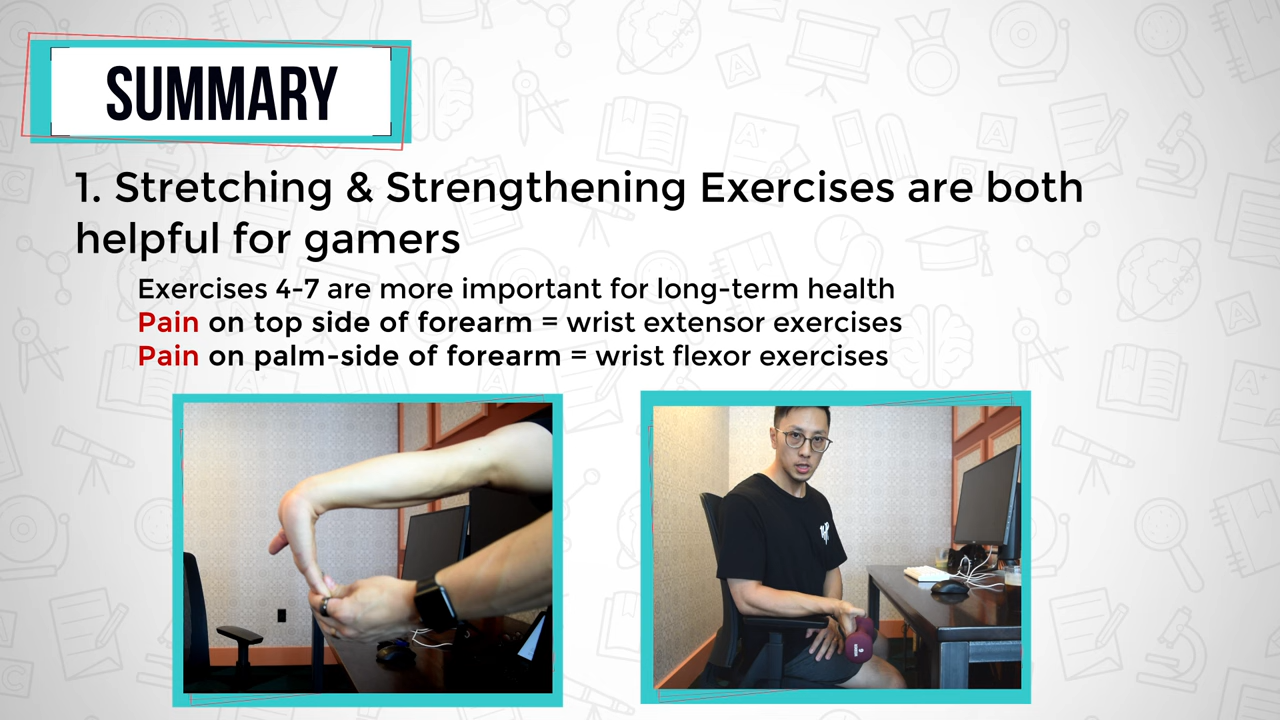 SUMMARY
1. Stretching & Strengthening Exercises are both
helpful for gamers
Exercises 4-7 are more important for long-term health
Pain on top side of forearm = wrist extensor exercises
Pain on palm-side of forearm = wrist flexor exercises